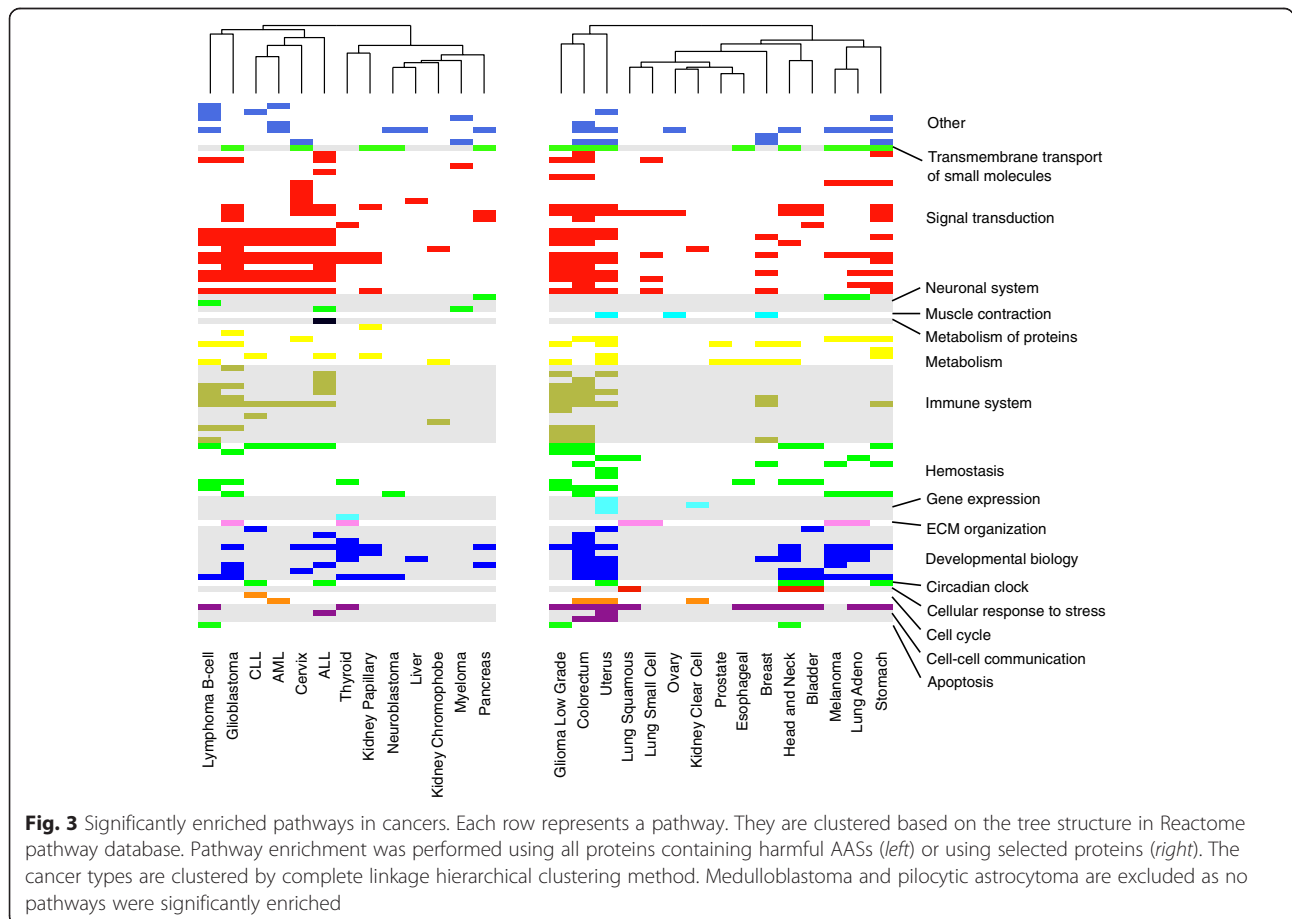 Other
Transmembrane transport
of small molecules
Signal transduction
Neuronal system
Muscle contraction
Metabolism of proteins
Metabolism
Immune system
Hemostasis
Gene expression
ECM organization
Developmental biology
Circadian clock
Cellular response to stress
Cell cycle
Cell-cell communication
Apoptosis
Lymphoma B-cell
Glioblastoma
CLL
AML
Cervix
ALL
Thyroid
Kidney Papillary
Neuroblastoma
Liver
Kidney Chromophobe
Myeloma
Pancreas
Glioma Low Grade
Colorectum
Uterus
Lung Squamous
Lung Small Cell
Ovary
Kidney Clear Cell
Prostate
Esophageal
Breast
Head and Neck
Bladder
Melanoma
Lung Adeno
Stomach
Fig. 3 Significantly enriched pathways in cancers. Each row represents a pathway. They are clustered based on the tree structure in Reactome
pathway database. Pathway enrichment was performed using all proteins containing harmful AASs (left) or using selected proteins (right). The
cancer types are clustered by complete linkage hierarchical clustering method. Medulloblastoma and pilocytic astrocytoma are excluded as no
pathways were significantly enriched